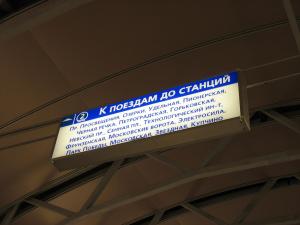 2 К ПОЕЗДАМ ДО СТАНЦИЙ
Пр. Просвещения, Озерки, Удельная, Пионерская,
Черная речка, Петроградская, Горьковская,
Невский пр., Сенная пл., Технологический ин-т,
Фрунзенская, Московские ворота, Электросила,
Парк Победы, Московская, Звездная, Купчино